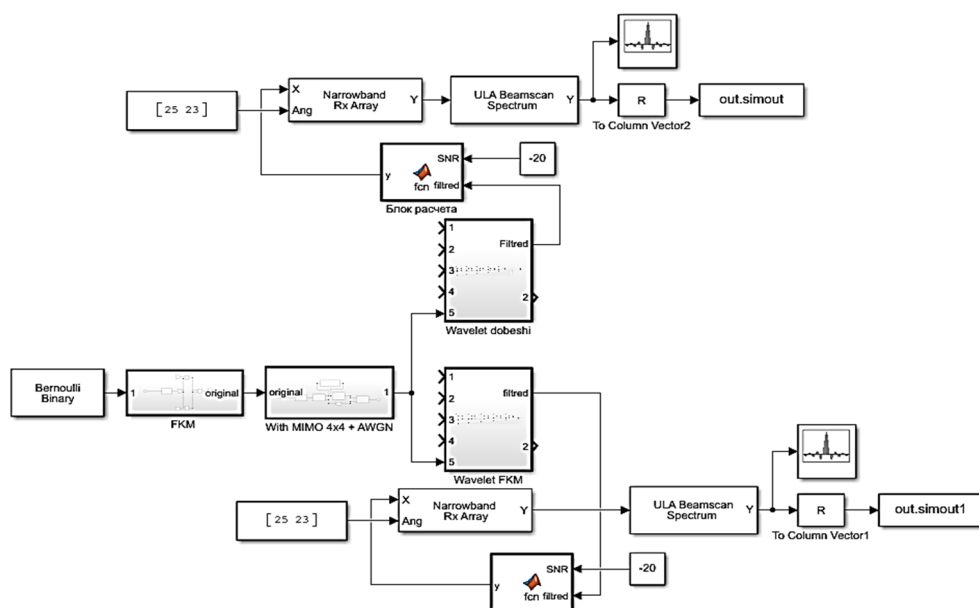 [25 23]
X
Ang
Narrowband
Rx Array
Y
ULA Beamscan
Spectrum
Y
R
To Column Vector2
out.simout
y
SNR
fcn
filtred
Блок расчета
-20
1
2
3
4
5
Filtred
2
Wavelet dobeshi
Bernoulli
Binary
1
original
FKM
original
1
With MIMO 4x4 + AWGN
1
2
3
4
5
filtred
2
Wavelet FKM
[25 23]
X
Ang
Narrowband
Rx Array
Y
ULA Beamscan
Spectrum
Y
R
To Column Vector1
out.simout1
y
SNR
fcn
filtred
-20